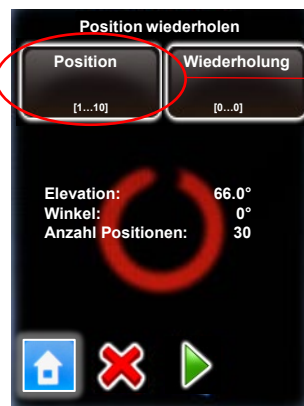 Position wiederholen
Position Wiederholung
[1...10] [0...0]
Elevation: 66.0°
Winkel: 0°
Anzahl Positionen: 30